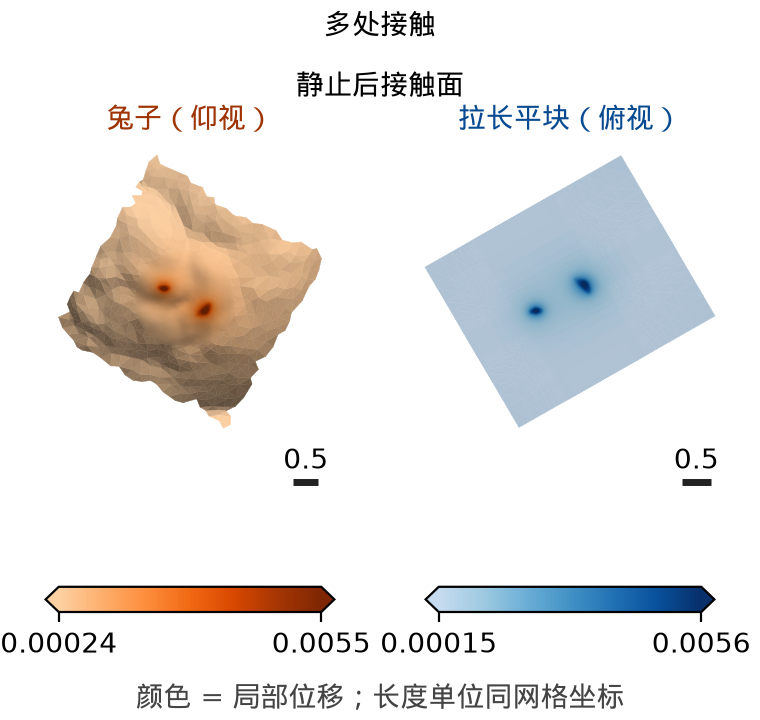 多处接触
静止后接触面
兔子（仰视）
拉长平块（俯视）
0.5
0.5
0.00024
0.0055
0.00015
0.0056
颜色 = 局部位移；长度单位同网格坐标